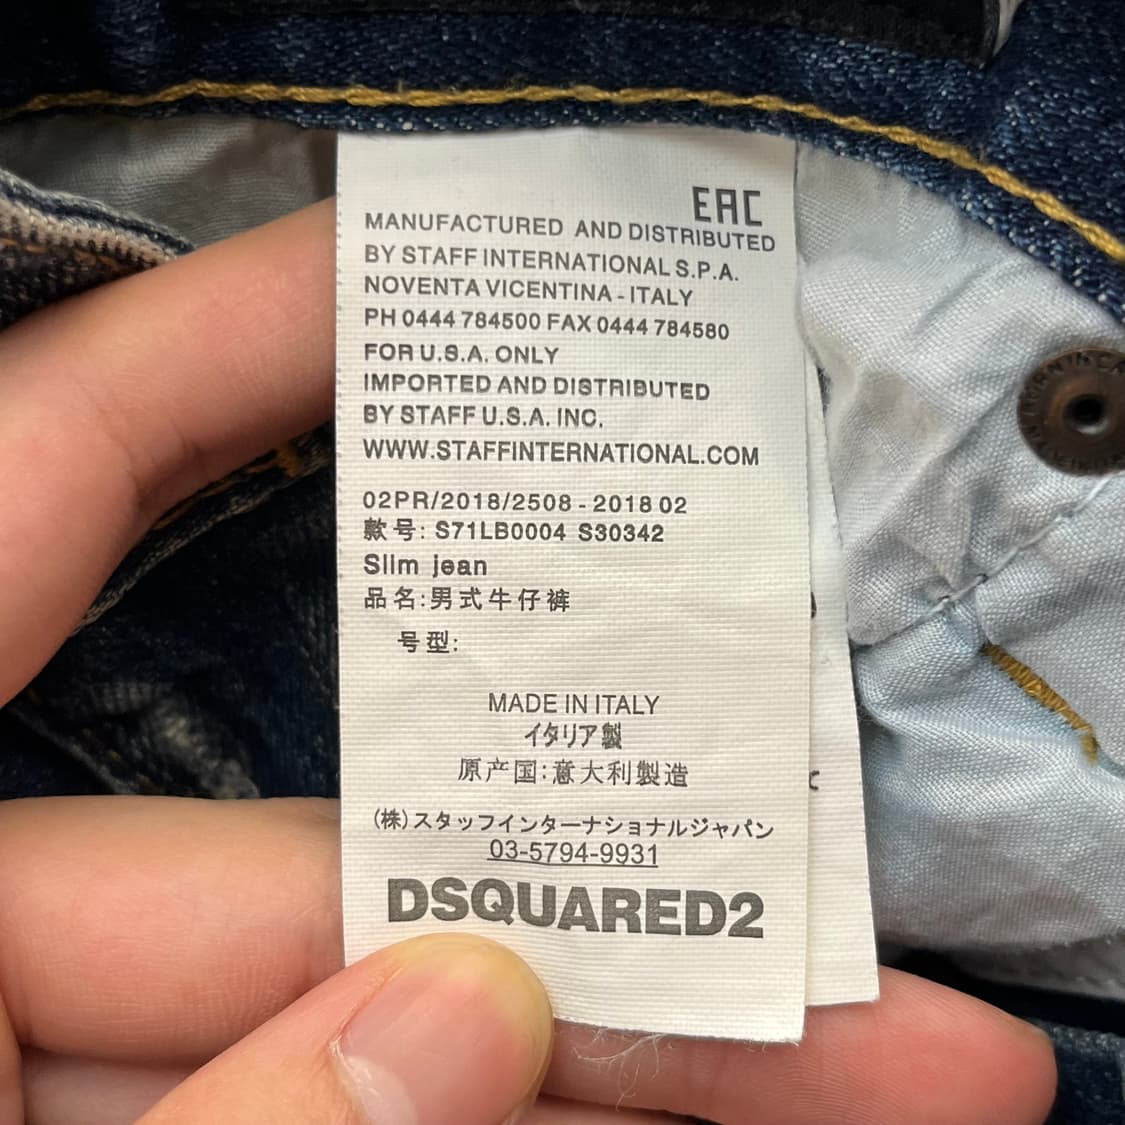 EAC
MANUFACTURED AND DISTRIBUTED
BY STAFF INTERNATIONAL S.P.A.
NOVENTA VICENTINA - ITALY
PH 0444 784500 FAX 0444 784580
FOR U.S.A. ONLY
IMPORTED AND DISTRIBUTED
BY STAFF U.S.A. INC.
WWW.STAFFINTERNATIONAL.COM
02PR/2018/2508 - 2018 02
款号: S71LB0004 S30342
Slim jean
品名:男式牛仔裤
号型:
MADE IN ITALY
イタリア製
原产国:意大利製造
(株)スタッフインターナショナルジャパン
03-5794-9931
DSQUARED2